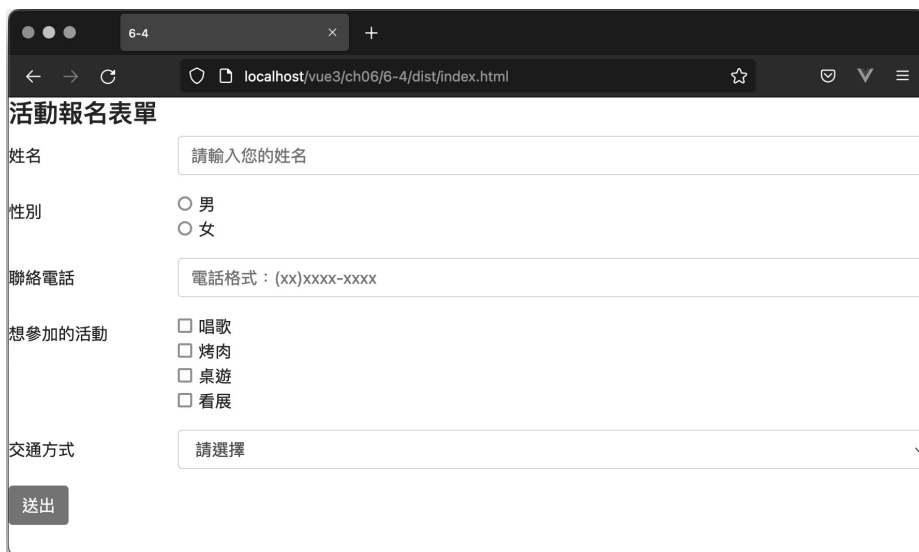 6-4
localhost/vue3/ch06/6-4/dist/index.html
活動報名表單
姓名 請輸入您的姓名
性別 男
女
聯絡電話 電話格式：(xx)xxxx-xxxx
想參加的活動 唱歌
烤肉
桌遊
看展
交通方式 請選擇
送出